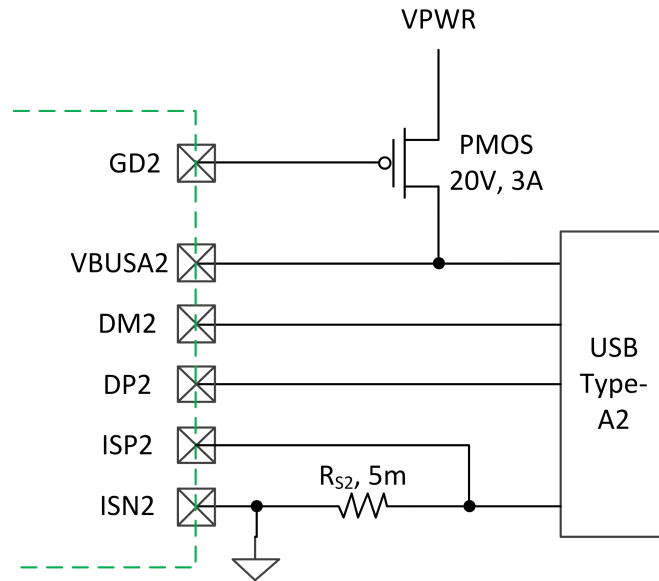 VPWR
GD2
PMOS
20V, 3A
VBUSA2
DM2
USB
Type-
A2
DP2
ISP2
RS2, 5m
ISN2